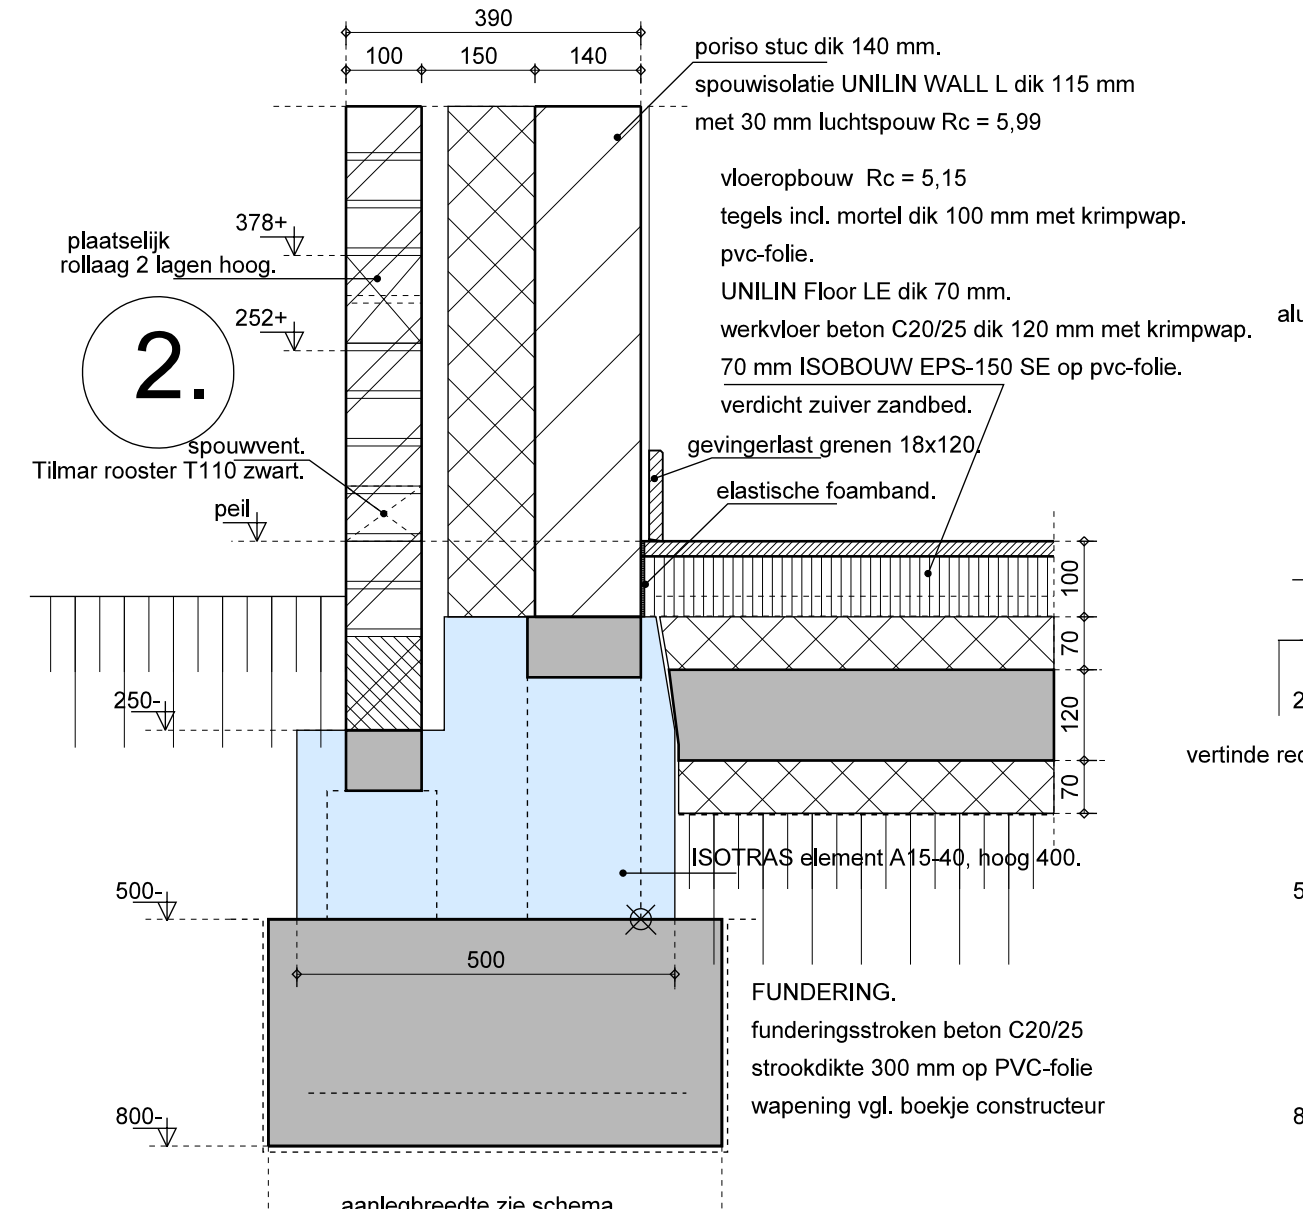 390
100 150 140
poriso stuc dik 140 mm.
spouwisolatie UNILIN WALL L dik 115 mm
met 30 mm luchtspouw Rc = 5,99
vloeropbouw Rc = 5,15
tegels incl. mortel dik 100 mm met krimpwap.
pvc-folie.
UNILIN Floor LE dik 70 mm.
werkvloer beton C20/25 dik 120 mm met krimpwap.
70 mm ISOBOUW EPS-150 SE op pvc-folie.
verdicht zuiver zandbed.
gevingerlast grenen 18x120.
elastische foamband.
378+
plaatselijk
rollaag 2 lagen hoog.
252+
2.
spouwvent.
Tilmar rooster T110 zwart.
peil
100
70
120
70
250-
ISOTRAS element A15-40, hoog 400.
500-
500
FUNDERING.
funderingsstroken beton C20/25
strookdikte 300 mm op PVC-folie
wapening vgl. boekje constructeur
800-
aanlegbreedte zie schema
alu
2
vertinde rec
5
8